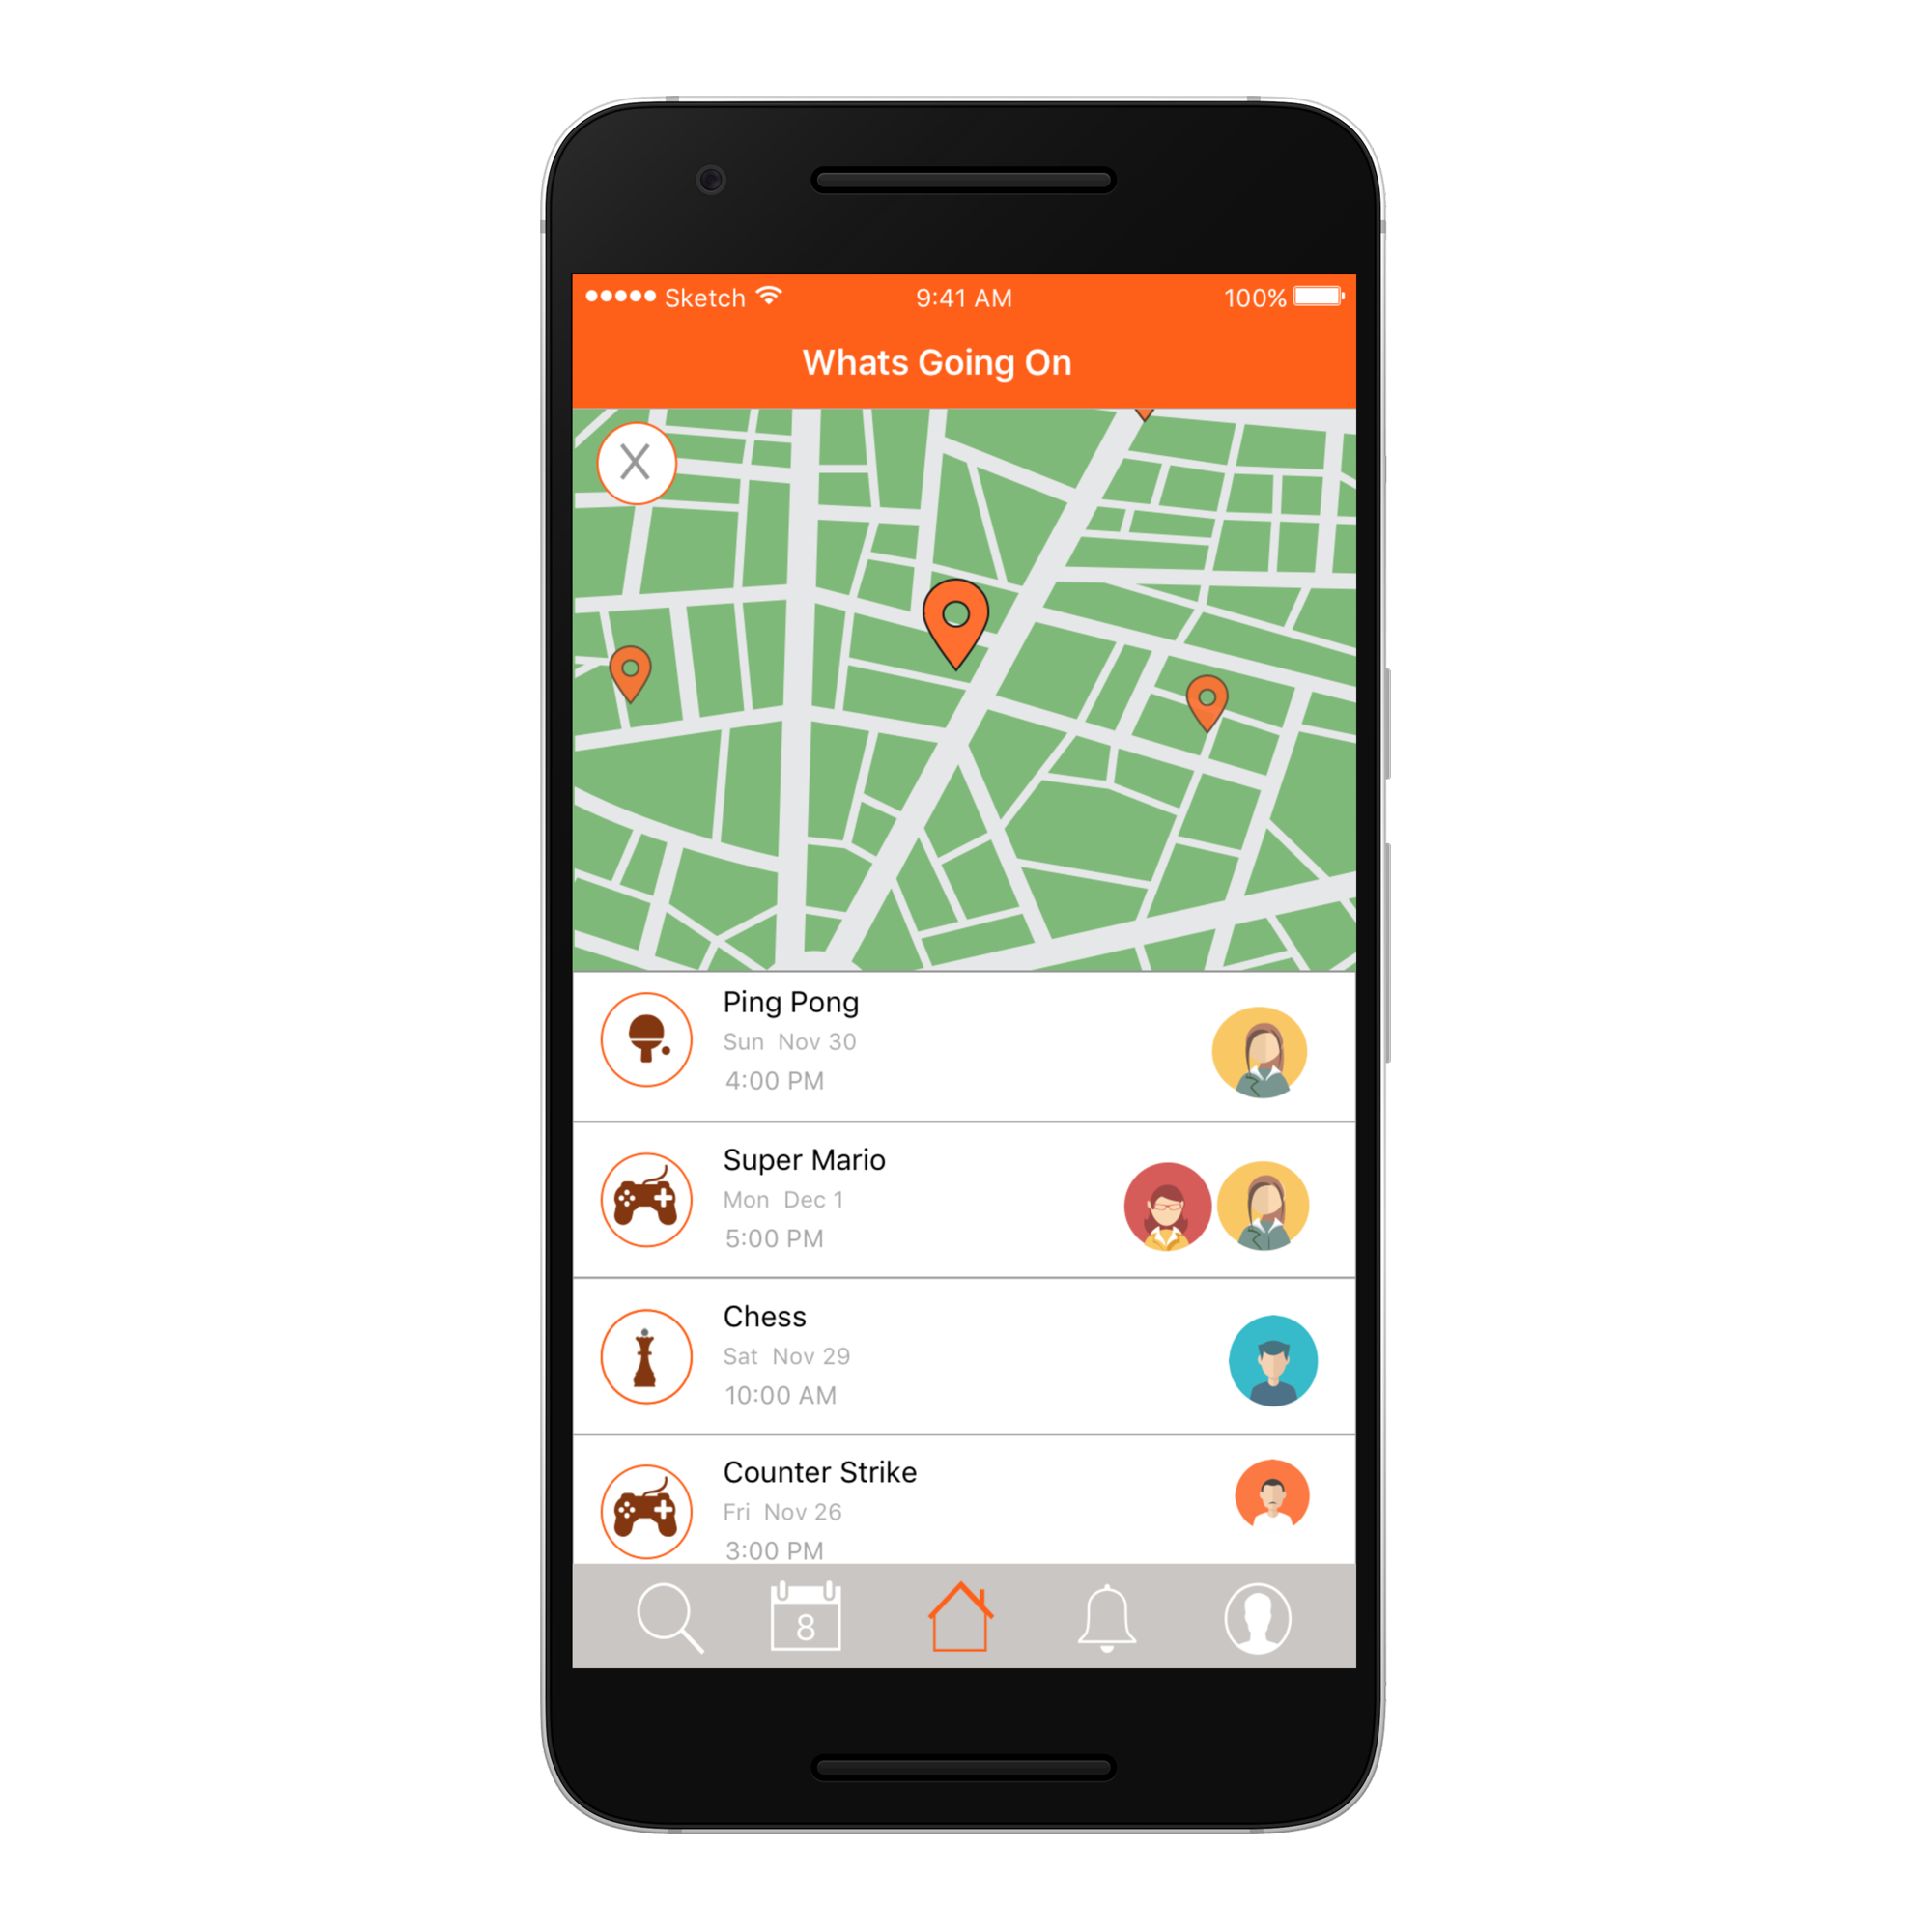 Sketch 9:41 AM 100%
Whats Going On
X
Ping Pong
Sun Nov 30
4:00 PM
Super Mario
Mon Dec 1
5:00 PM
Chess
Sat Nov 29
10:00 AM
Counter Strike
Fri Nov 26
3:00 PM
8